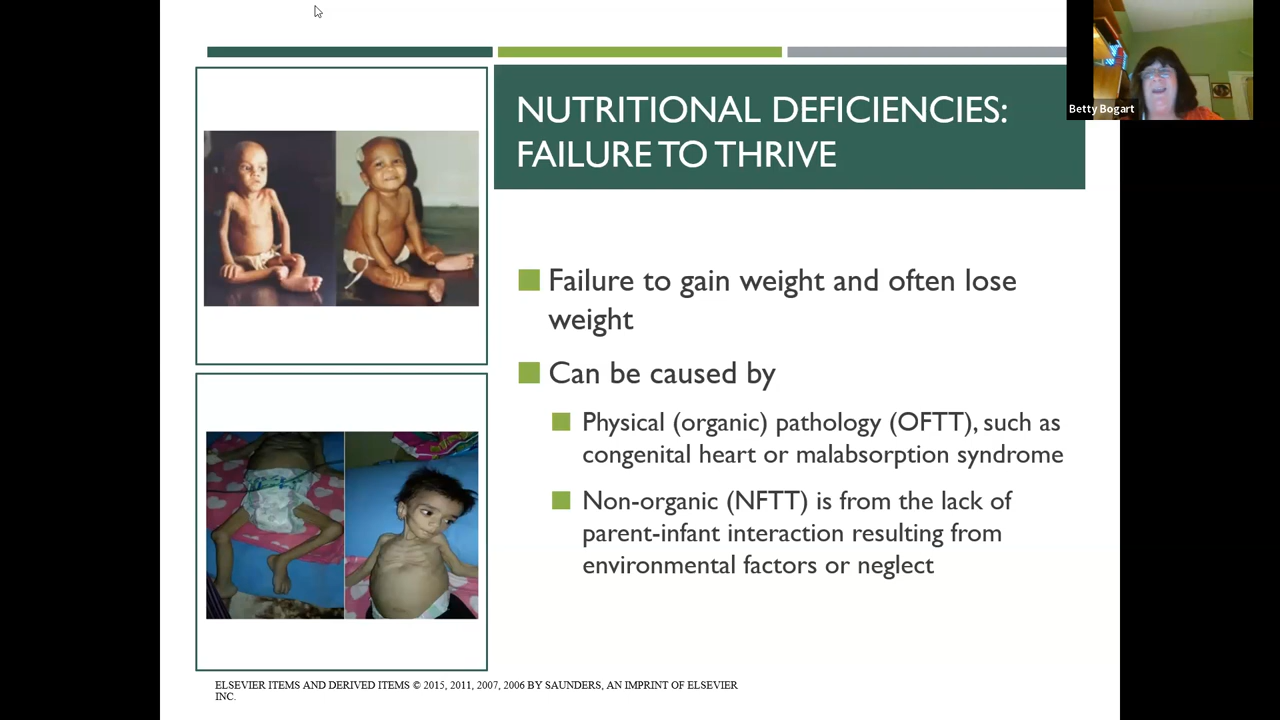 Betty Bogart
NUTRITIONAL DEFICIENCIES:
FAILURE TO THRIVE
Failure to gain weight and often lose
weight
Can be caused by
Physical (organic) pathology (OFTT), such as
congenital heart or malabsorption syndrome
Non-organic (NFTT) is from the lack of
parent-infant interaction resulting from
environmental factors or neglect
ELSEVIER ITEMS AND DERIVED ITEMS © 2015, 2011, 2007, 2006 BY SAUNDERS, AN IMPRINT OF ELSEVIER
INC.